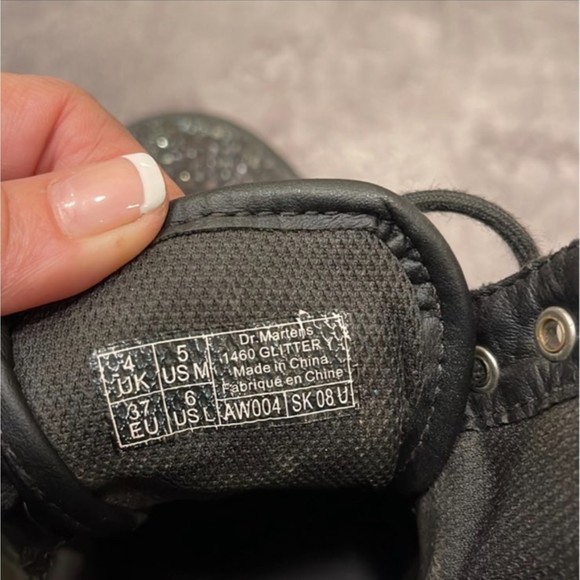 4 UK
5 US M
37 EU
6 US L
Dr.Martens
1460 GLITTER Y
Made in China
Fabriqué en Chine
AW004
SK 08 U